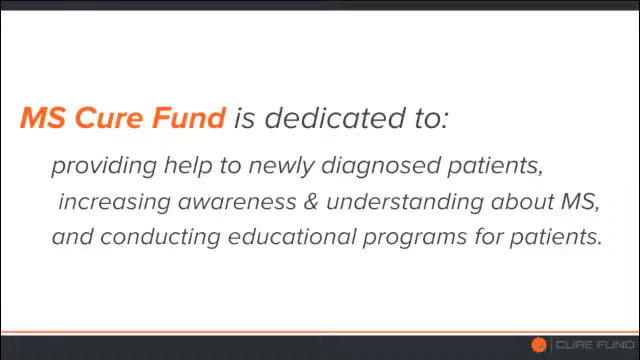 MS Cure Fund is dedicated to:
providing help to newly diagnosed patients,
increasing awareness & understanding about MS,
and conducting educational programs for patients.
CURE FUND